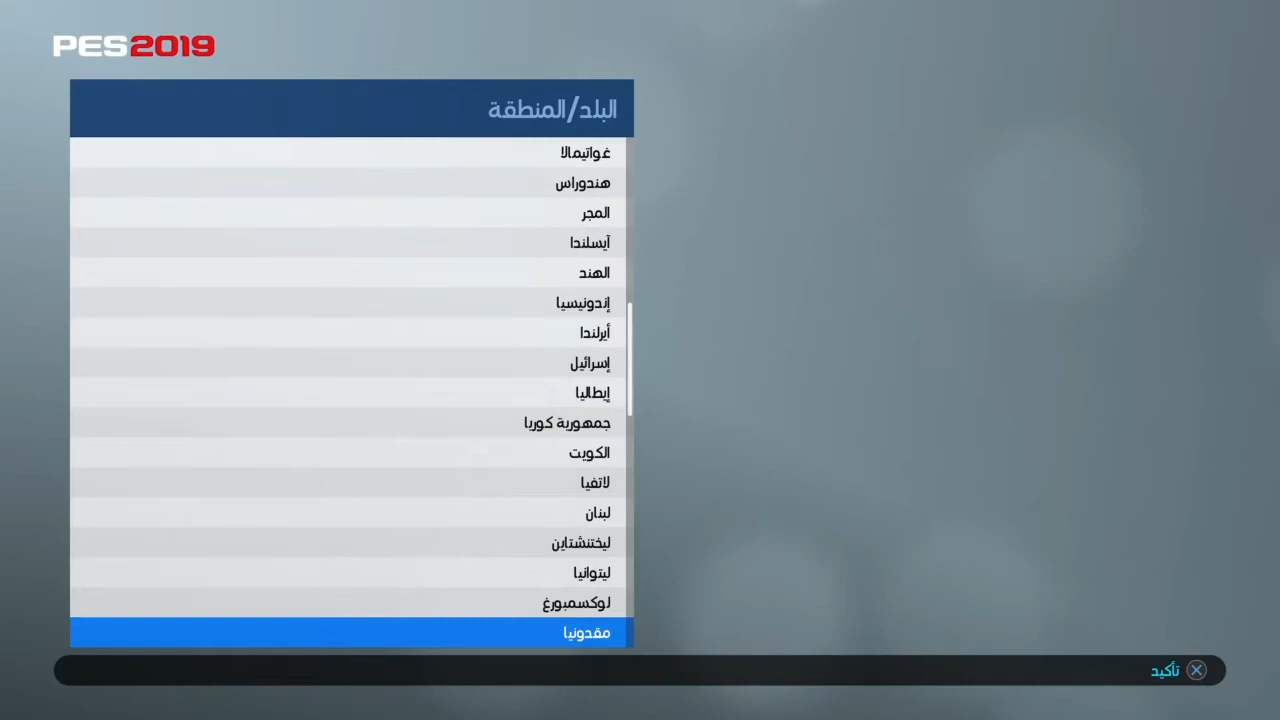 PES2019
البلد/المنطقة
غواتيمالا
هندوراس
المجر
آيسلندا
الهند
إندونيسيا
أيرلندا
إسرائيل
إيطاليا
جمهورية كوريا
الكويت
لاتفيا
لبنان
ليختنشتاين
ليتوانيا
لوكسمبورغ
مقدونيا
تأكيد